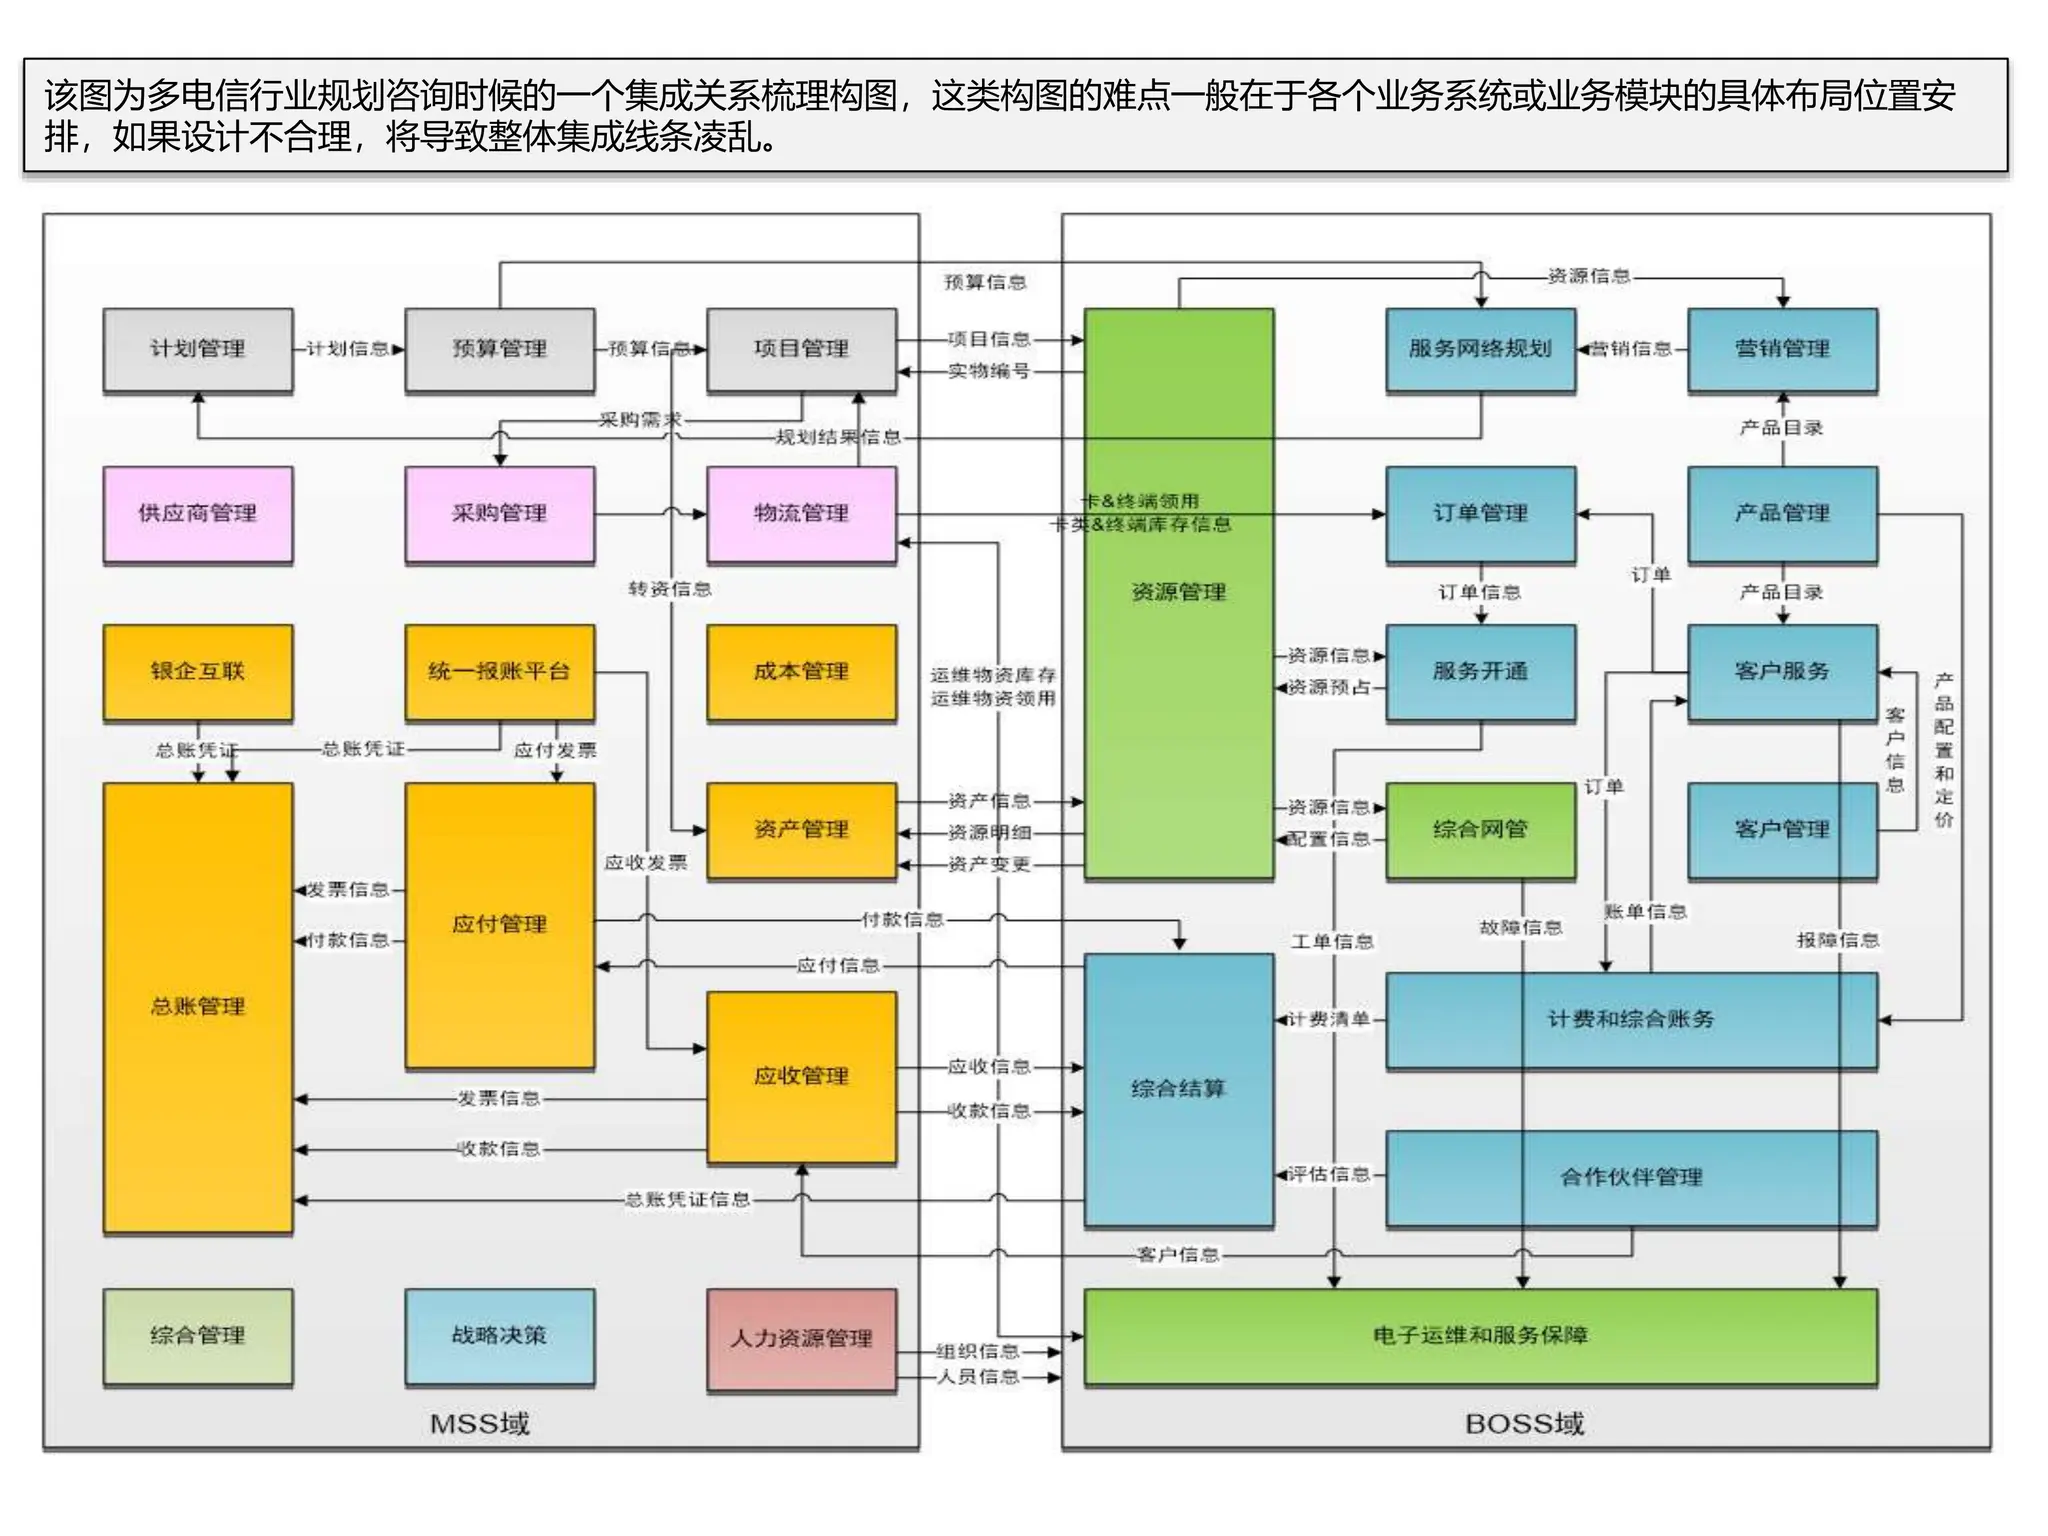 该图为多电信行业规划咨询时候的一个集成关系梳理构图，这类构图的难点一般在于各个业务系统或业务模块的具体布局位置安
排，如果设计不合理，将导致整体集成线条凌乱。
预算信息
资源信息
计划管理
计划信息
预算管理
预算信息
项目管理
项目信息
实物编号
服务网络规划
营销信息
营销管理
采购需求
规划结果信息
产品目录
供应商管理
采购管理
物流管理
卡&终端领用
卡类&终端库存信息
订单管理
产品管理
转资信息
资源管理
订单信息
订单
产品目录
银企互联
统一报账平台
成本管理
运维物资库存
运维物资领用
资源信息
资源预占
服务开通
客户服务
客户信息
产品配置和定价
总账凭证
总账凭证
应付发票
订单
资产管理
资产信息
资源明细
资产变更
资源信息
配置信息
综合网管
客户管理
应收发票
发票信息
付款信息
应付管理
付款信息
应付信息
工单信息
故障信息
账单信息
报障信息
总账管理
计费清单
计费和综合账务
应收管理
应收信息
收款信息
综合结算
发票信息
收款信息
总账凭证信息
评估信息
合作伙伴管理
客户信息
综合管理
战略决策
人力资源管理
组织信息
人员信息
电子运维和服务保障
MSS域
BOSS域